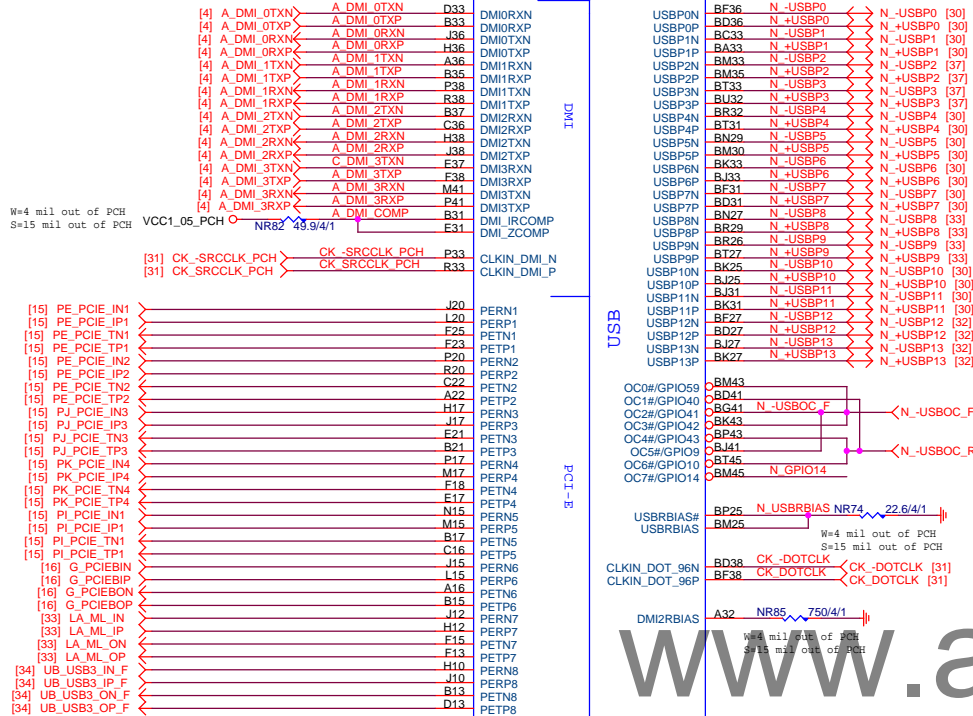 [4] A_DMI_0TXN A_DMI_0TXN D33 DMI0RXN
[4] A_DMI_0TXP A_DMI_0TXP B33 DMI0RXP
[4] A_DMI_0RXN A_DMI_0RXN J36 DMI0TXN
[4] A_DMI_0RXP A_DMI_0RXP H36 DMI0TXP
[4] A_DMI_1TXN A_DMI_1TXN A36 DMI1RXN
[4] A_DMI_1TXP A_DMI_1TXP B35 DMI1RXP
[4] A_DMI_1RXN A_DMI_1RXN P38 DMI1TXN
[4] A_DMI_1RXP A_DMI_1RXP R38 DMI1TXP
[4] A_DMI_2TXN A_DMI_2TXN B37 DMI2RXN
[4] A_DMI_2TXP A_DMI_2TXP C36 DMI2RXP
[4] A_DMI_2RXN A_DMI_2RXN H38 DMI2TXN
[4] A_DMI_2RXP A_DMI_2RXP J38 DMI2TXP
[4] A_DMI_3TXN C_DMI_3TXN E37 DMI3RXN
[4] A_DMI_3TXP A_DMI_3TXP F38 DMI3RXP
[4] A_DMI_3RXN A_DMI_3RXN M41 DMI3TXN
[4] A_DMI_3RXP A_DMI_3RXP P41 DMI3TXP
W=4 mil out of PCH
S=15 mil out of PCH
VCC1_05_PCH NR82 49.9/4/1 A_DMI_COMP B31 DMI_IRCOMP
E31 DMI_ZCOMP
[31] CK_-SRCCLK_PCH CK_-SRCCLK_PCH P33 CLKIN_DMI_N
[31] CK_SRCCLK_PCH CK_SRCCLK_PCH R33 CLKIN_DMI_P
DMI
[15] PE_PCIE_IN1 J20 PERN1
[15] PE_PCIE_IP1 L20 PERP1
[15] PE_PCIE_TN1 F25 PETN1
[15] PE_PCIE_TP1 F23 PETP1
[15] PE_PCIE_IN2 P20 PERN2
[15] PE_PCIE_IP2 R20 PERP2
[15] PE_PCIE_TN2 C22 PETN2
[15] PE_PCIE_TP2 A22 PETP2
[15] PJ_PCIE_IN3 H17 PERN3
[15] PJ_PCIE_IP3 J17 PERP3
[15] PJ_PCIE_TN3 E21 PETN3
[15] PJ_PCIE_TP3 B21 PETP3
[15] PK_PCIE_IN4 P17 PERN4
[15] PK_PCIE_IP4 M17 PERP4
[15] PK_PCIE_TN4 F18 PETN4
[15] PK_PCIE_TP4 E17 PETP4
[15] PI_PCIE_IN1 N15 PERN5
[15] PI_PCIE_IP1 M15 PERP5
[15] PI_PCIE_TN1 B17 PETN5
[15] PI_PCIE_TP1 C16 PETP5
[16] G_PCIEBIN J15 PERN6
[16] G_PCIEBIP L15 PERP6
[16] G_PCIEBON A16 PETN6
[16] G_PCIEBOP B15 PETP6
[33] LA_ML_IN J12 PERN7
[33] LA_ML_IP H12 PERP7
[33] LA_ML_ON F15 PETN7
[33] LA_ML_OP F13 PETP7
[34] UB_USB3_IN_F H10 PERN8
[34] UB_USB3_IP_F J10 PERP8
[34] UB_USB3_ON_F B13 PETN8
[34] UB_USB3_OP_F D13 PETP8
PCI-E
USB
USBP0N BF36 N_-USBP0 N_-USBP0 [30]
USBP0P BD36 N_+USBP0 N_+USBP0 [30]
USBP1N BC33 N_-USBP1 N_-USBP1 [30]
USBP1P BA33 N_+USBP1 N_+USBP1 [30]
USBP2N BM33 N_-USBP2 N_-USBP2 [37]
USBP2P BM35 N_+USBP2 N_+USBP2 [37]
USBP3N BT33 N_-USBP3 N_-USBP3 [37]
USBP3P BU32 N_+USBP3 N_+USBP3 [37]
USBP4N BR32 N_-USBP4 N_-USBP4 [30]
USBP4P BT31 N_+USBP4 N_+USBP4 [30]
USBP5N BN29 N_-USBP5 N_-USBP5 [30]
USBP5P BM30 N_+USBP5 N_+USBP5 [30]
USBP6N BK33 N_-USBP6 N_-USBP6 [30]
USBP6P BJ33 N_+USBP6 N_+USBP6 [30]
USBP7N BF31 N_-USBP7 N_-USBP7 [30]
USBP7P BD31 N_+USBP7 N_+USBP7 [30]
USBP8N BN27 N_-USBP8 N_-USBP8 [33]
USBP8P BR29 N_+USBP8 N_+USBP8 [33]
USBP9N BR26 N_-USBP9 N_-USBP9 [33]
USBP9P BT27 N_+USBP9 N_+USBP9 [33]
USBP10N BK25 N_-USBP10 N_-USBP10 [30]
USBP10P BJ25 N_+USBP10 N_+USBP10 [30]
USBP11N BJ31 N_-USBP11 N_-USBP11 [30]
USBP11P BK31 N_+USBP11 N_+USBP11 [30]
USBP12N BF27 N_-USBP12 N_-USBP12 [32]
USBP12P BD27 N_+USBP12 N_+USBP12 [32]
USBP13N BJ27 N_-USBP13 N_-USBP13 [32]
USBP13P BK27 N_+USBP13 N_+USBP13 [32]
OC0#/GPIO59 BM43
OC1#/GPIO40 BD41
OC2#/GPIO41 BG41 N_-USBOC_F N_-USBOC_F
OC3#/GPIO42 BK43
OC4#/GPIO43 BP43
OC5#/GPIO9 BJ41 N_-USBOC_R
OC6#/GPIO10 BT45
OC7#/GPIO14 BM45 N_GPIO14
USBRBIAS# BP25 N_USBRBIAS NR74 22.6/4/1
USBRBIAS BM25
W=4 mil out of PCH
S=15 mil out of PCH
CLKIN_DOT_96N BD38 CK_-DOTCLK CK_-DOTCLK [31]
CLKIN_DOT_96P BF38 CK_DOTCLK CK_DOTCLK [31]
DMI2RBIAS A32 NR85 750/4/1
W=4 mil out of PCH
S=15 mil out of PCH
www.a